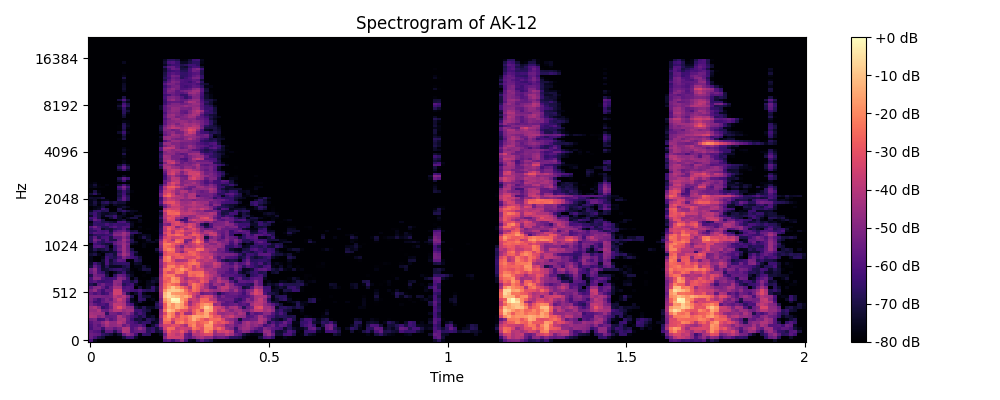 Spectrogram of AK-12
16384
8192
4096
2048
1024
512
0
Hz
0
0.5
1
1.5
2
Time
+0 dB
-10 dB
-20 dB
-30 dB
-40 dB
-50 dB
-60 dB
-70 dB
-80 dB